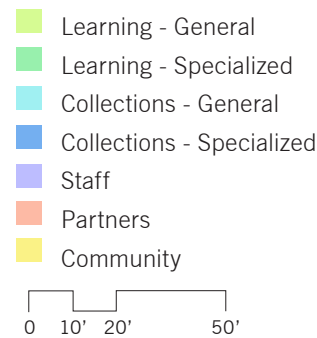 Learning - General
Learning - Specialized
Collections - General
Collections - Specialized
Staff
Partners
Community
0 10’ 20’ 50’